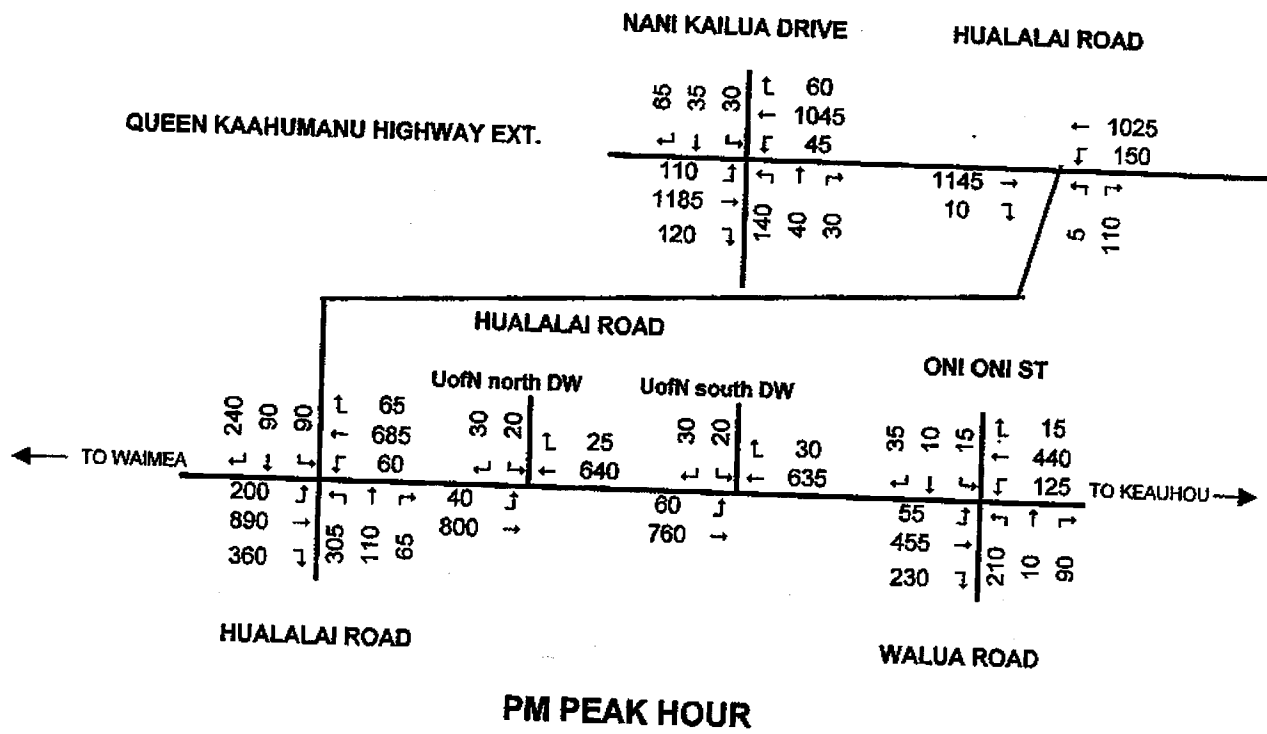 NANI KAILUA DRIVE
HUALALAI ROAD
QUEEN KAAHUMANU HIGHWAY EXT.
65 35 30
60
1045
45
110
1185
120
140 40 30
1025
150
1145
10
5 110
HUALALAI ROAD
UofN north DW
UofN south DW
ONI ONI ST
TO WAIMEA
240 90 90
65
685
60
200
890
360
305 110 65
30 20
25
640
40
800
30 20
30
635
60
760
35 10 15
15
440
125
TO KEAUHOU
55
455
230
210 10 90
HUALALAI ROAD
WALUA ROAD
PM PEAK HOUR